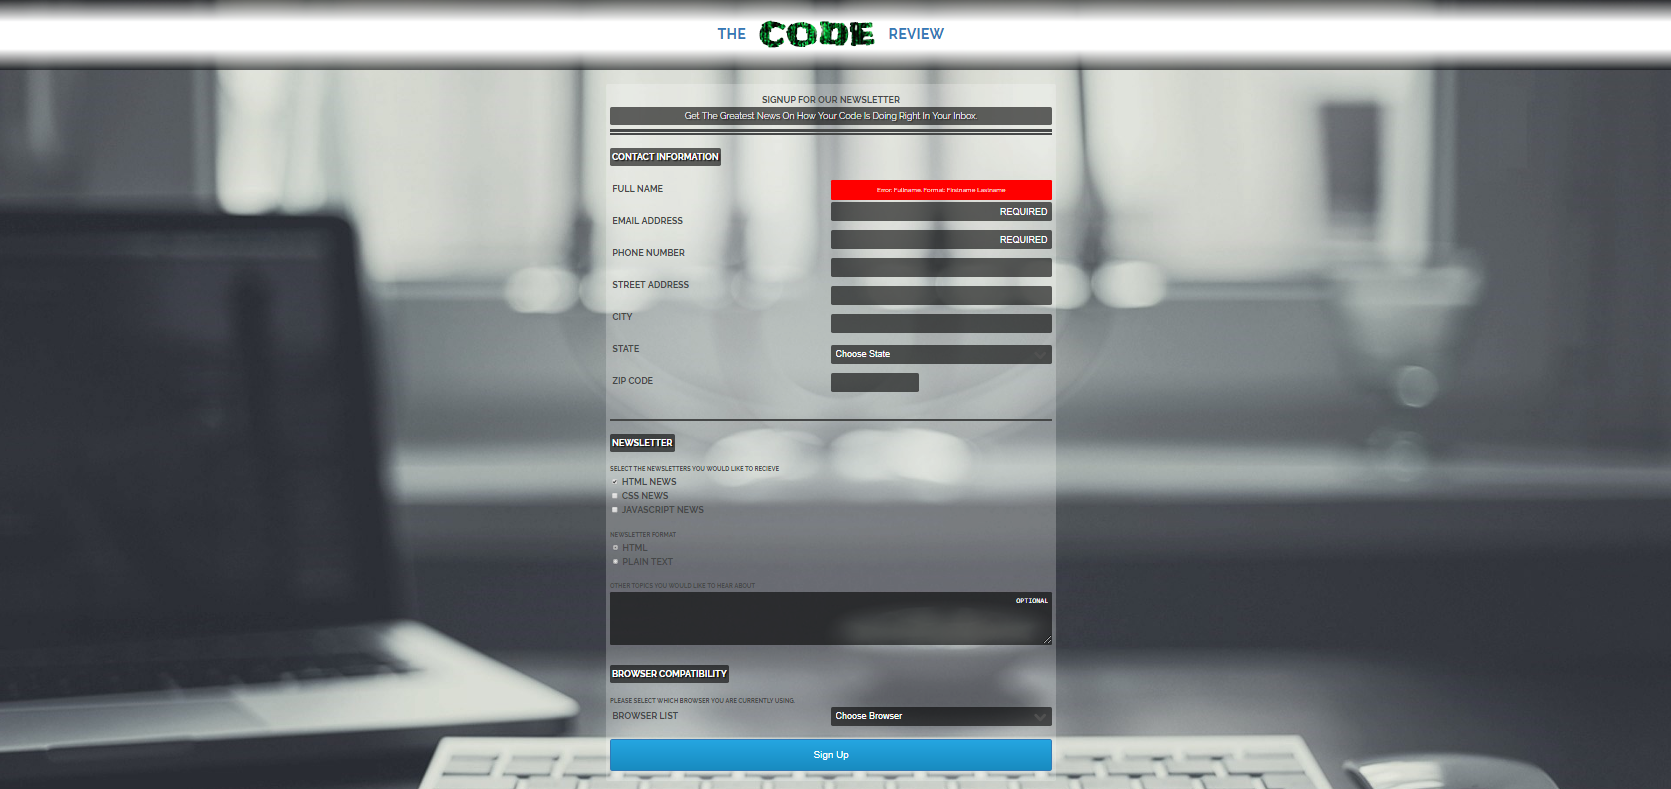 THE CODE REVIEW
SIGNUP FOR OUR NEWSLETTER
Get The Greatest News On How Your Code Is Doing Right In Your Inbox.
CONTACT INFORMATION
FULL NAME
Error: Fullname. Format: Firstname Lastname
REQUIRED
EMAIL ADDRESS
REQUIRED
PHONE NUMBER
STREET ADDRESS
CITY
STATE
Choose State
ZIP CODE
NEWSLETTER
SELECT THE NEWSLETTERS YOU WOULD LIKE TO RECIEVE
HTML NEWS
CSS NEWS
JAVASCRIPT NEWS
NEWSLETTER FORMAT
HTML
PLAIN TEXT
OTHER TOPICS YOU WOULD LIKE TO HEAR ABOUT
OPTIONAL
BROWSER COMPATIBILITY
PLEASE SELECT WHICH BROWSER YOU ARE CURRENTLY USING.
BROWSER LIST
Choose Browser
Sign Up